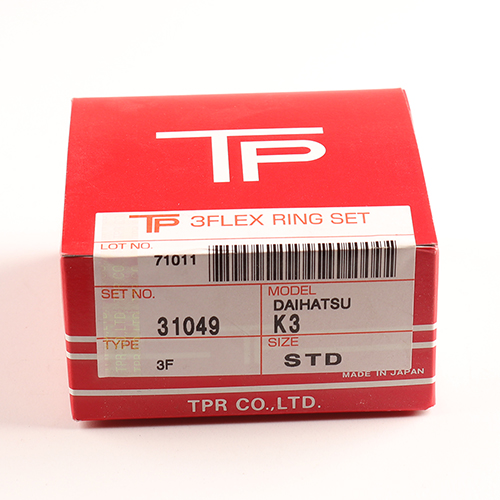 TP
TP 3FLEX RING SET
LOT NO.
71011
SET NO.
31049
MODEL
DAIHATSU
K3
TYPE
3F
SIZE
STD
MADE IN JAPAN
TPR CO.,LTD.